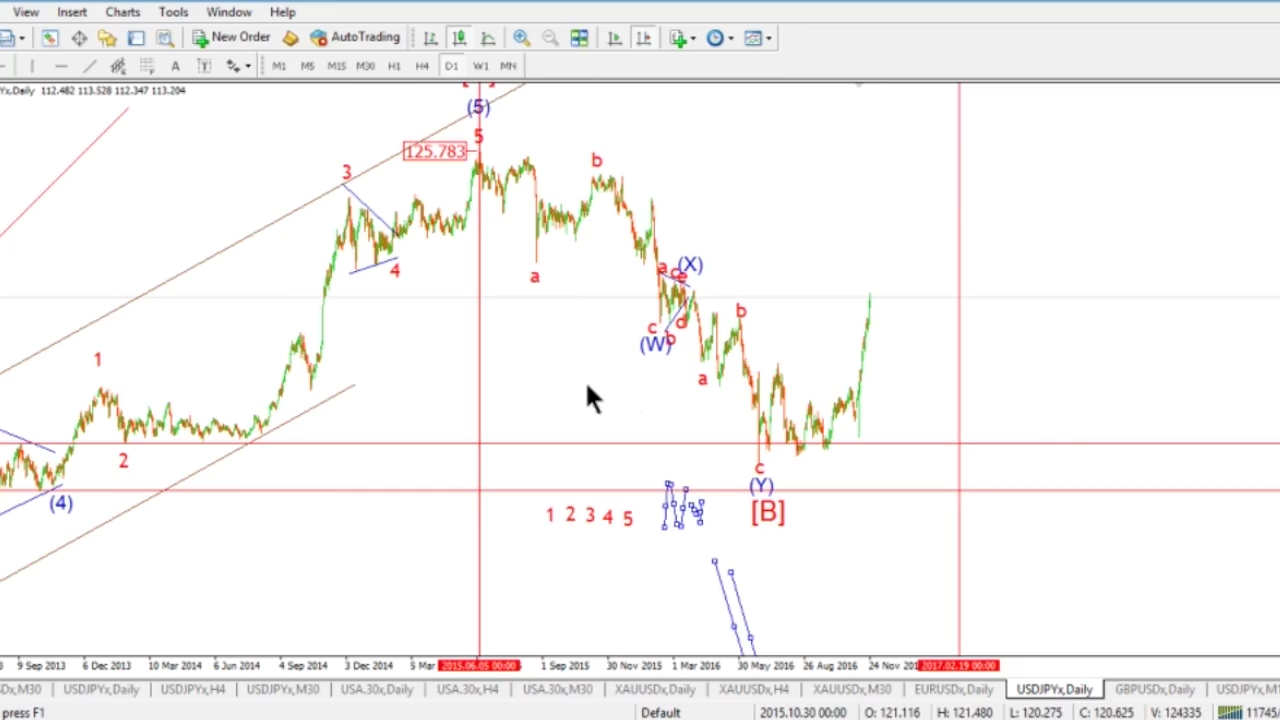 View Insert Charts Tools Window Help
New Order AutoTrading
A T M1 M5 M15 M30 H1 H4 D1 W1 MN
Yx,Daily 112.482 113.528 112.347 113.204
(5)
5
125.783
3
b
4
a
a c e (X)
c b d
(W)
b
a
1
2
(4)
c
(Y)
[B]
1 2 3 4 5
9 Sep 2013 6 Dec 2013 10 Mar 2014 6 Jun 2014 4 Sep 2014 3 Dec 2014 5 Mar 2015.06.05 00:00 1 Sep 2015 30 Nov 2015 1 Mar 2016 30 May 2016 26 Aug 2016 24 Nov 2017.02.19 00:00
Dx,M30 USDJPYx,Daily USDJPYx,H4 USDJPYx,M30 USA.30x,Daily USA.30x,H4 USA.30x,M30 XAUUSDx,Daily XAUUSDx,H4 XAUUSDx,M30 EURUSDx,Daily USDJPYx,Daily GBPUSDx,Daily USDJPYx,M1
press F1 Default 2015.10.30 00:00 O: 121.116 H: 121.480 L: 120.275 C: 120.625 V: 124335 11745/